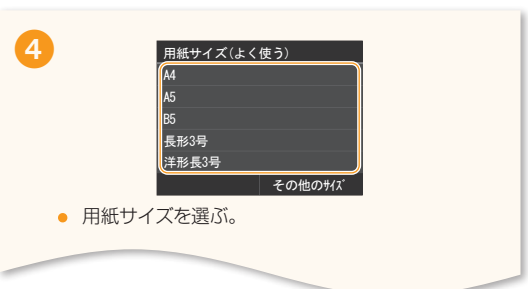 4
用紙サイズ(よく使う)
A4
A5
B5
長形3号
洋形長3号
その他のｻｲｽﾞ
● 用紙サイズを選ぶ。